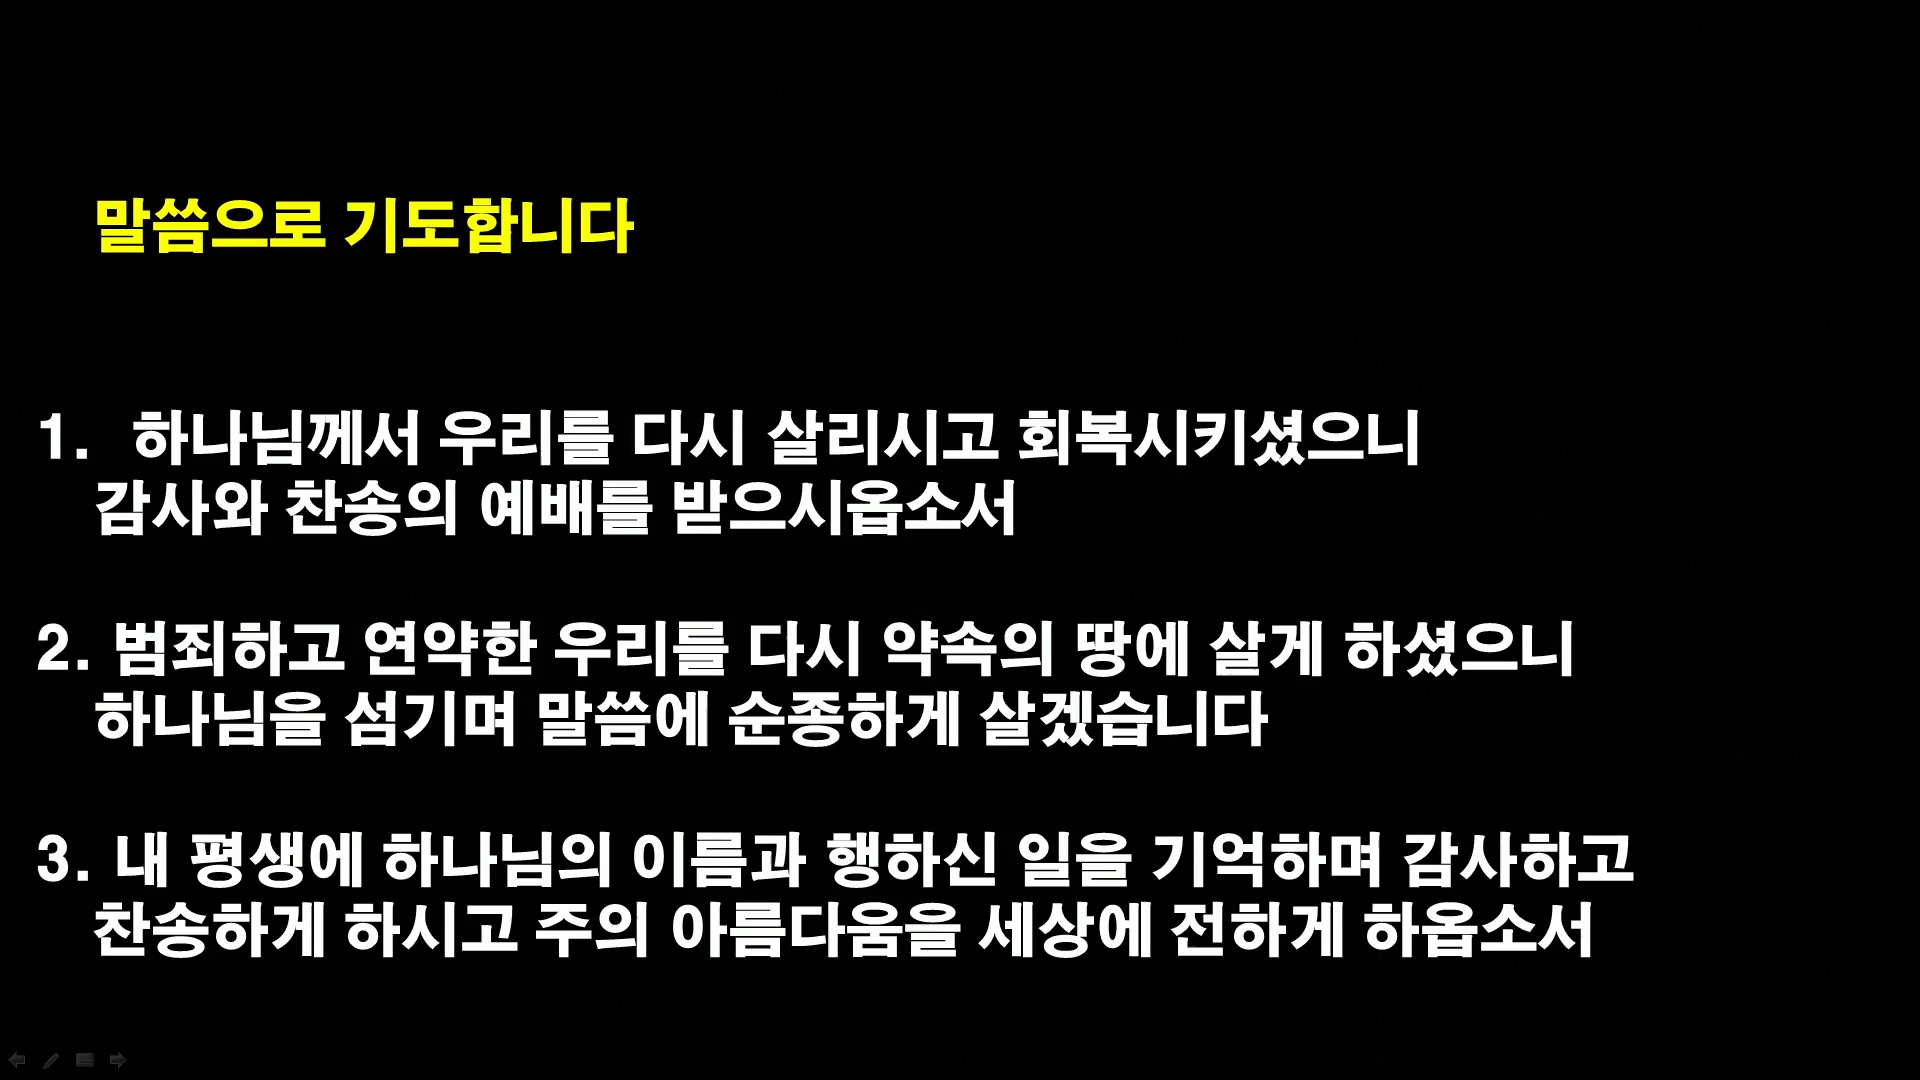 말씀으로 기도합니다
1. 하나님께서 우리를 다시 살리시고 회복시키셨으니
감사와 찬송의 예배를 받으시옵소서
2. 범죄하고 연약한 우리를 다시 약속의 땅에 살게 하셨으니
하나님을 섬기며 말씀에 순종하게 살겠습니다
3. 내 평생에 하나님의 이름과 행하신 일을 기억하며 감사하고
찬송하게 하시고 주의 아름다움을 세상에 전하게 하옵소서